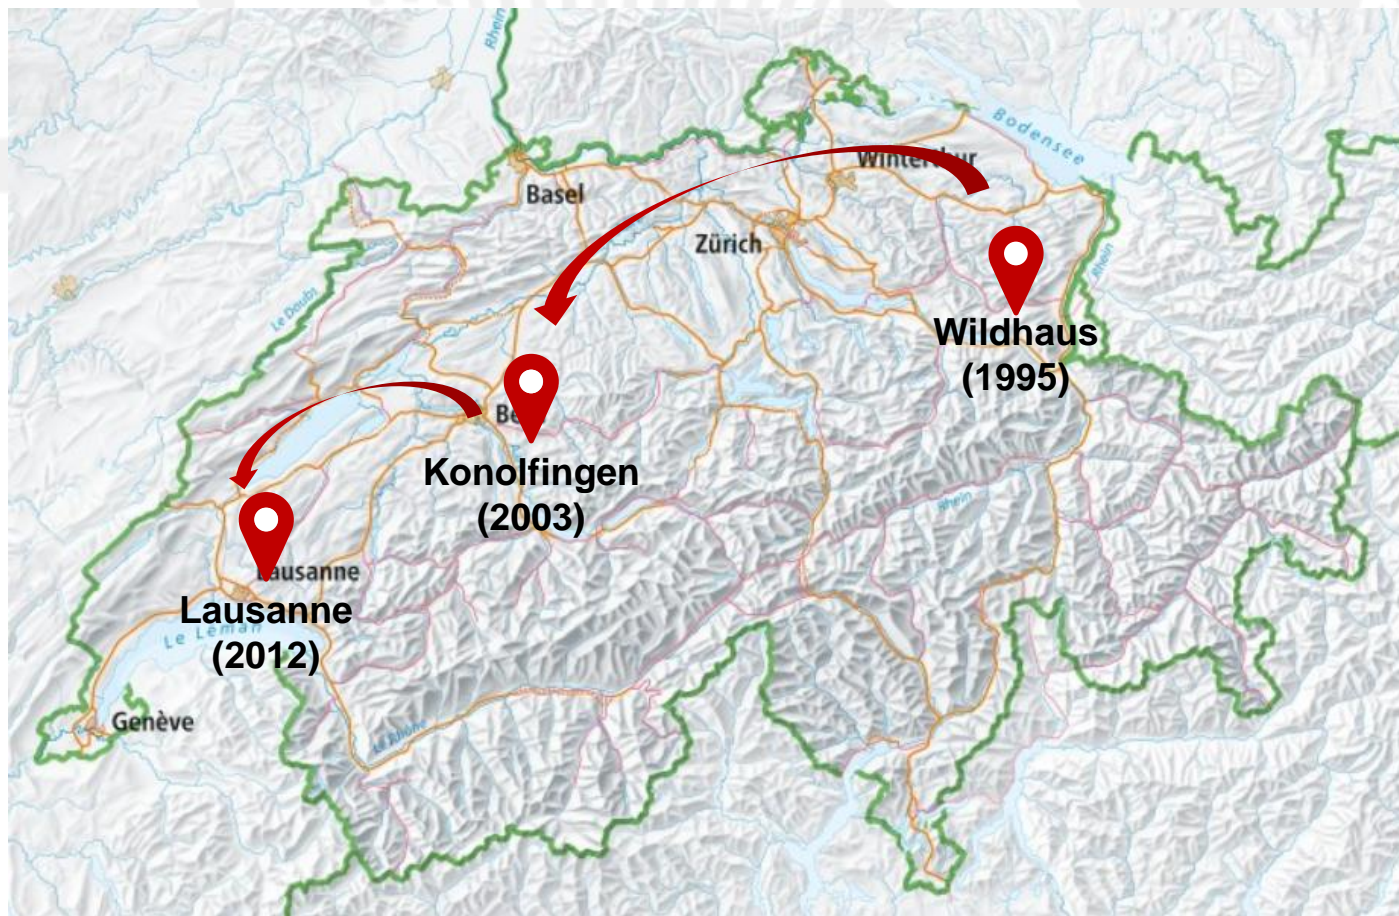 Rhein
Bodensee
Winterthur
Basel
Zürich
Rhein
Le Doubs
Wildhaus
(1995)
Konolfingen
(2003)
Rhein
Lausanne
Lausanne
(2012)
Le Léman
Genève
Le Rhône